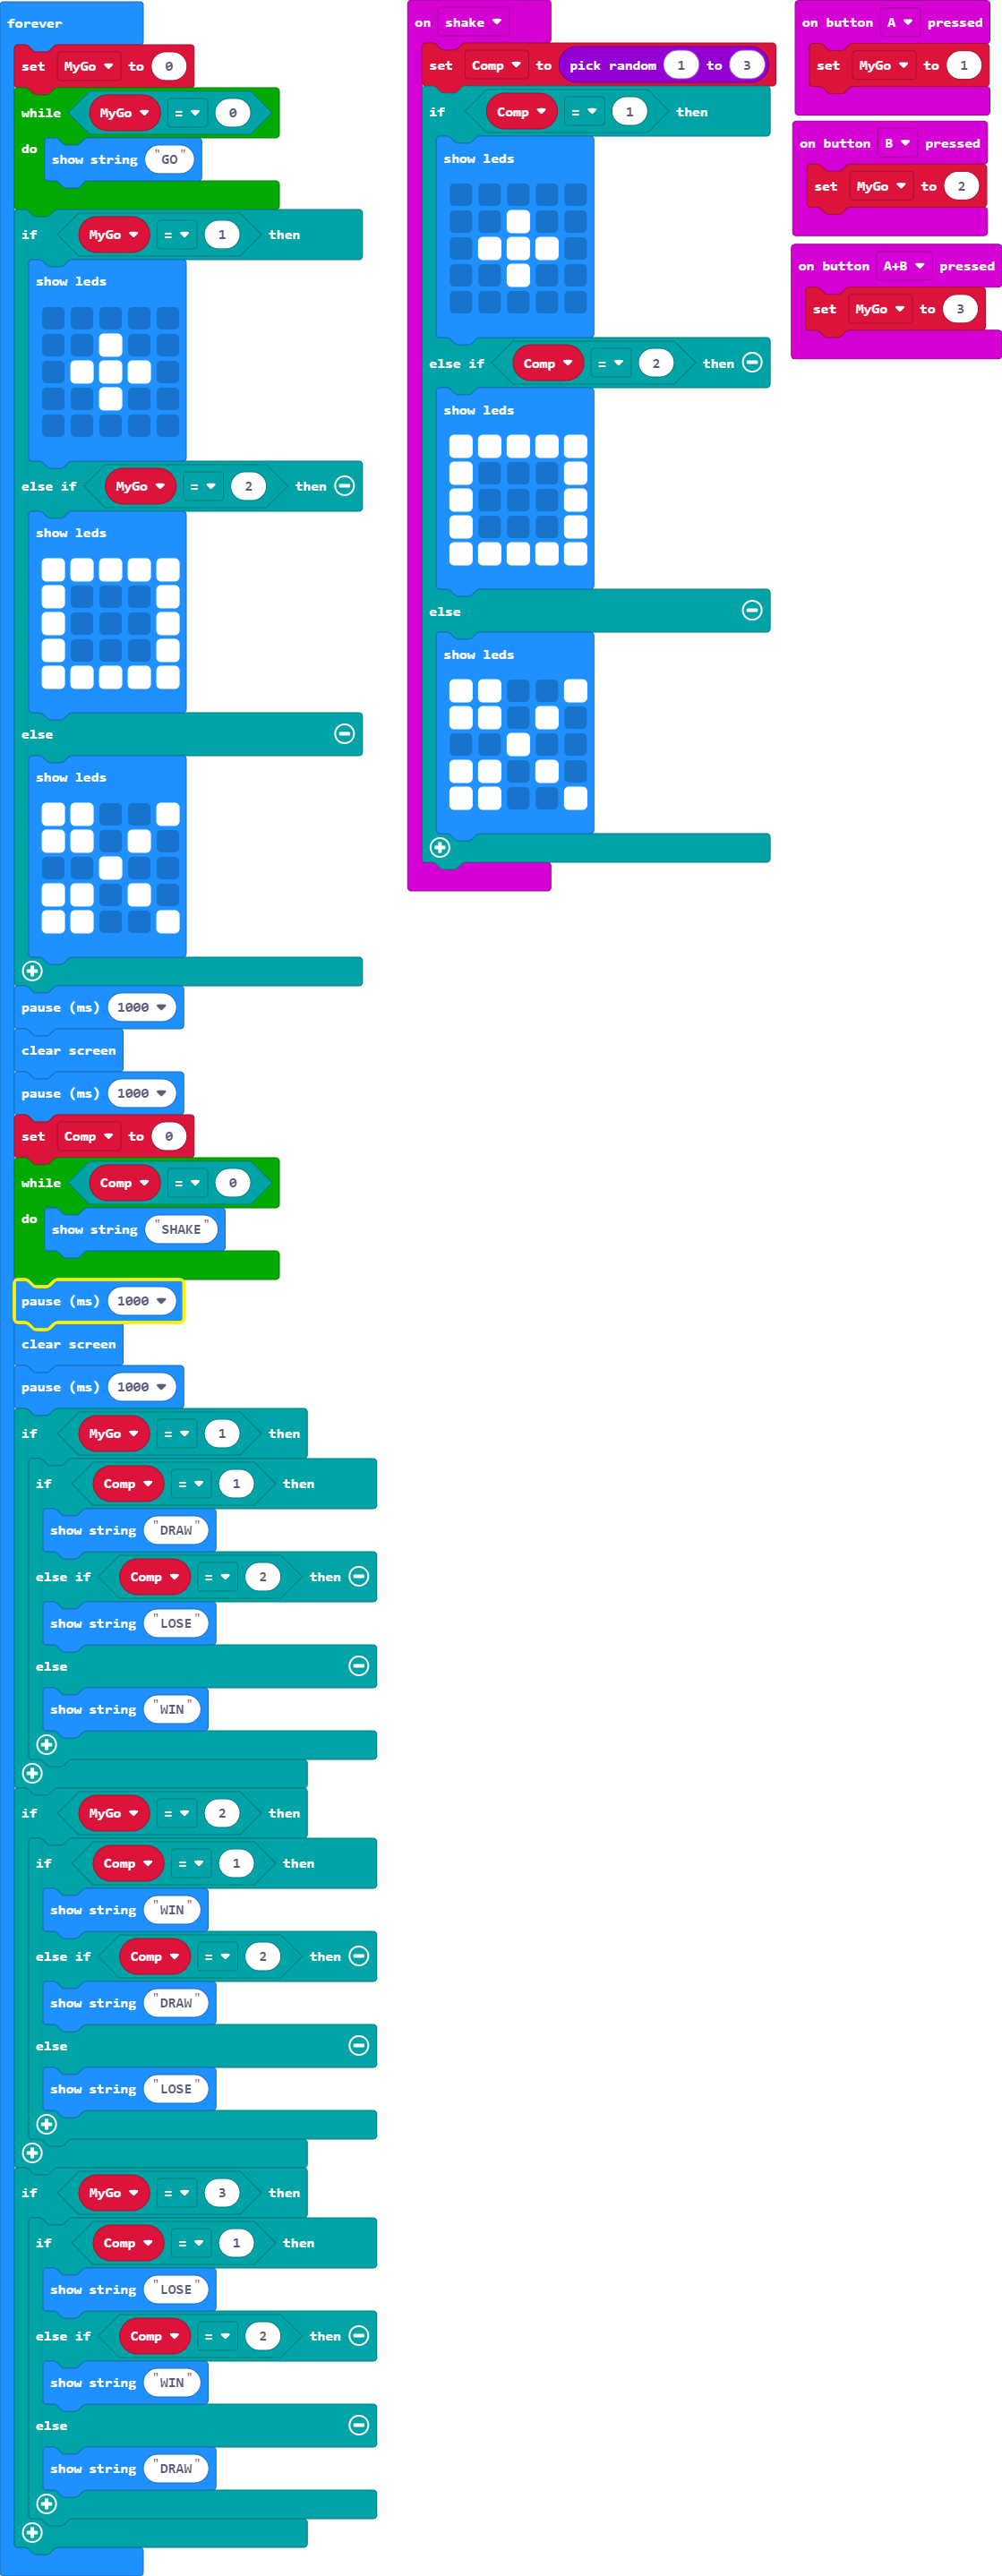 forever
set MyGo to 0
while MyGo = 0
do show string "GO"
if MyGo = 1 then
show leds
else if MyGo = 2 then
show leds
else
show leds
pause (ms) 1000
clear screen
pause (ms) 1000
set Comp to 0
while Comp = 0
do show string "SHAKE"
pause (ms) 1000
clear screen
pause (ms) 1000
if MyGo = 1 then
if Comp = 1 then
show string "DRAW"
else if Comp = 2 then
show string "LOSE"
else
show string "WIN"
if MyGo = 2 then
if Comp = 1 then
show string "WIN"
else if Comp = 2 then
show string "DRAW"
else
show string "LOSE"
if MyGo = 3 then
if Comp = 1 then
show string "LOSE"
else if Comp = 2 then
show string "WIN"
else
show string "DRAW"
on shake
set Comp to pick random 1 to 3
if Comp = 1 then
show leds
else if Comp = 2 then
show leds
else
show leds
on button A pressed
set MyGo to 1
on button B pressed
set MyGo to 2
on button A+B pressed
set MyGo to 3